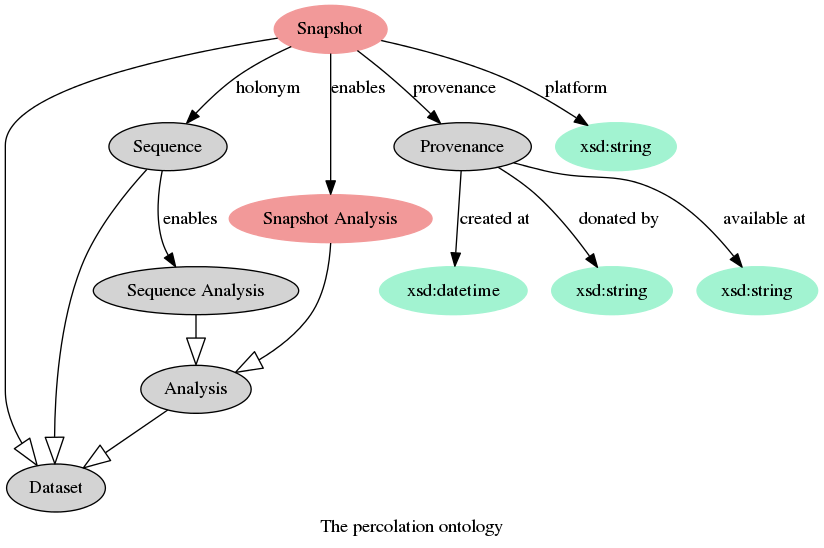 Snapshot
holonym
enables
provenance
platform
Sequence
Provenance
xsd:string
enables
Snapshot Analysis
created at
donated by
available at
Sequence Analysis
xsd:datetime
xsd:string
xsd:string
Analysis
Dataset
The percolation ontology